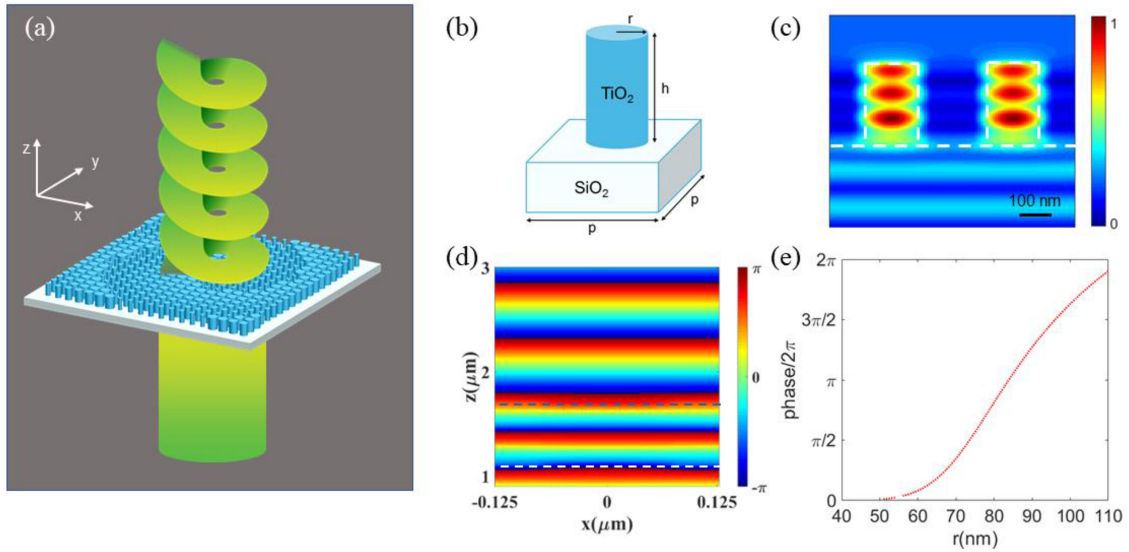 (a)
z
y
x
(b)
r
TiO2
h
SiO2
p
p
(c)
1
0
100 nm
(d)
3
2
1
z(μm)
-0.125
0
0.125
x(μm)
π
0
-π
(e)
2π
3π/2
π
π/2
0
phase/2π
40
50
60
70
80
90
100
110
r(nm)